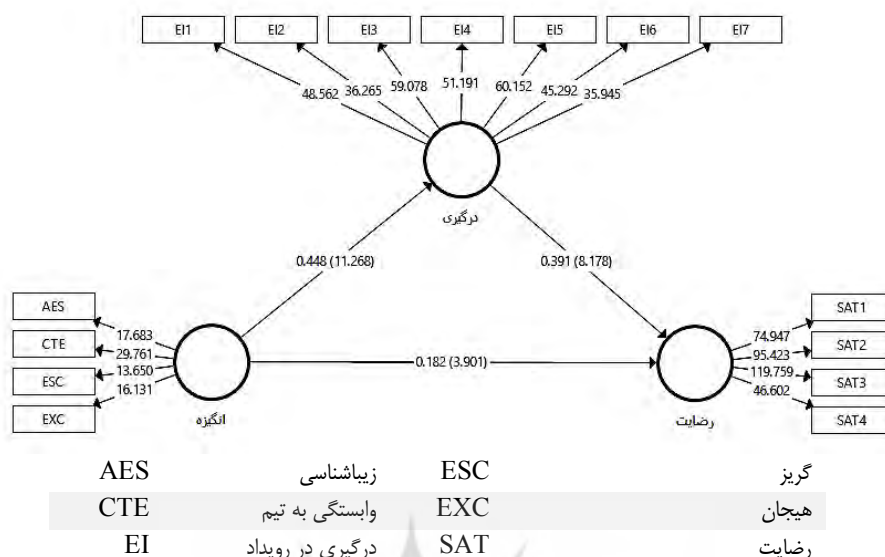 EI1 EI2 EI3 EI4 EI5 EI6 EI7
48.562 36.265 59.078 51.191 60.152 45.292 35.945
درگیری
0.448 (11.268) 0.391 (8.178)
AES
CTE
ESC
EXC
17.683
29.761
13.650
16.131
انگیزه
0.182 (3.901)
74.947
95.423
119.759
46.602
رضایت
SAT1
SAT2
SAT3
SAT4
گریز ESC زیباشناسی AES
هیجان EXC وابستگی به تیم CTE
رضایت SAT درگیری در رویداد EI